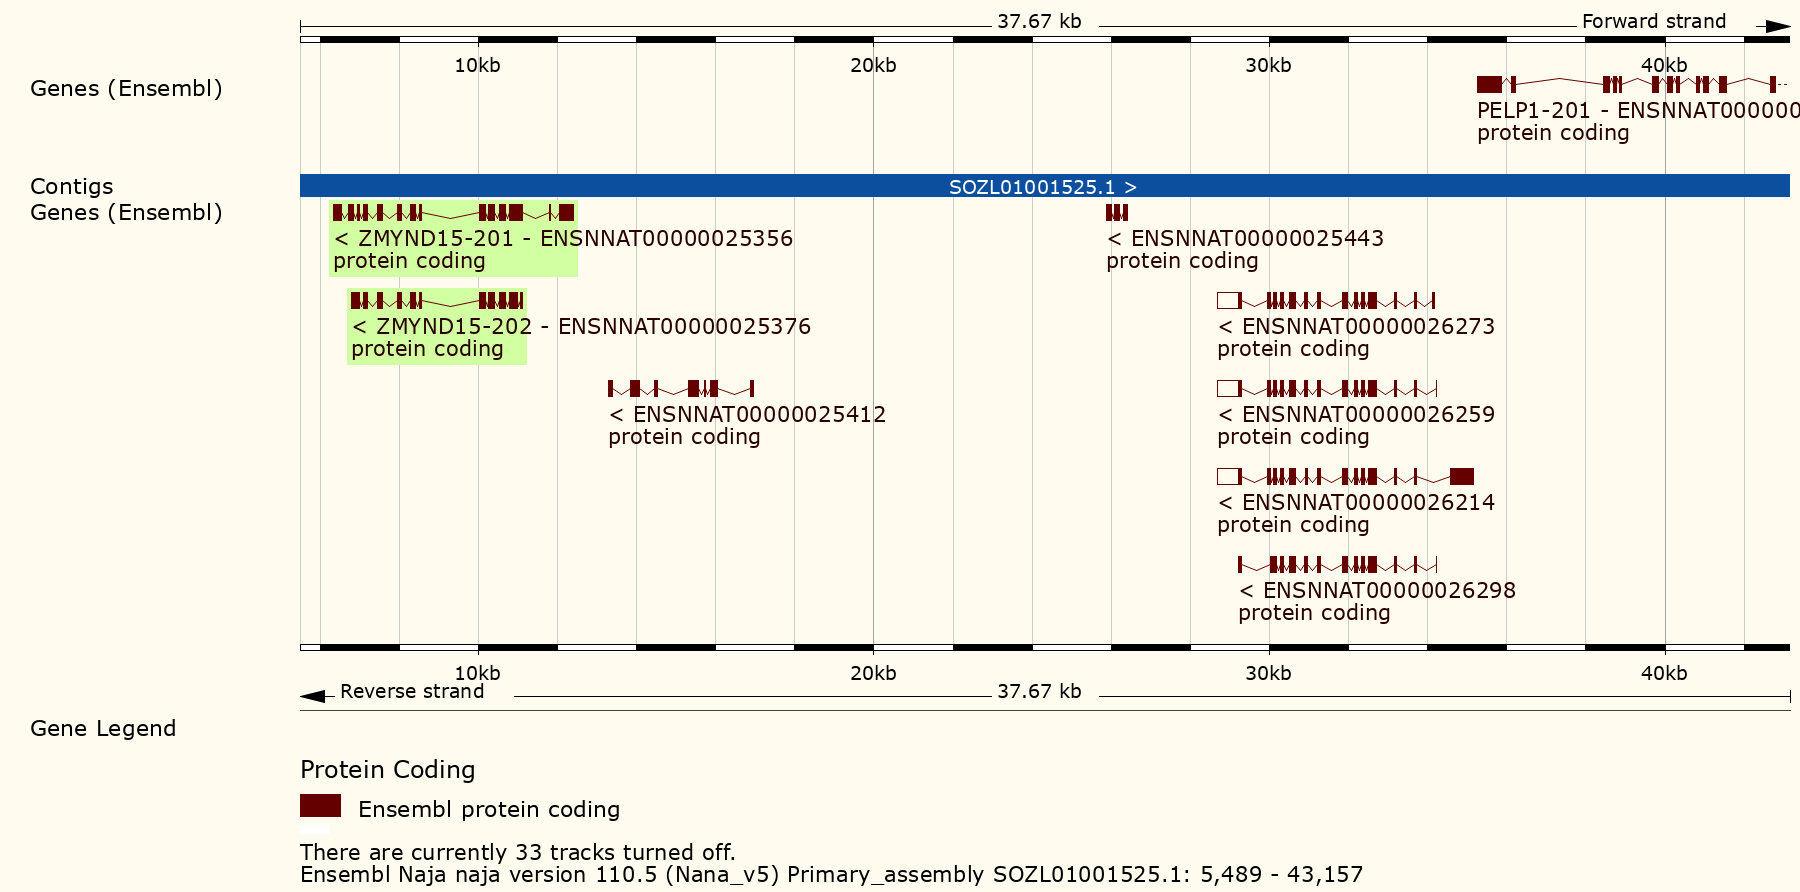 37.67 kb Forward strand
10kb 20kb 30kb 40kb
Genes (Ensembl)
PELP1-201 - ENSNNAT000000
protein coding
Contigs
SOZL01001525.1 >
Genes (Ensembl)
< ZMYND15-201 - ENSNNAT00000025356
protein coding
< ENSNNAT00000025443
protein coding
< ZMYND15-202 - ENSNNAT00000025376
protein coding
< ENSNNAT00000026273
protein coding
< ENSNNAT00000025412
protein coding
< ENSNNAT00000026259
protein coding
< ENSNNAT00000026214
protein coding
< ENSNNAT00000026298
protein coding
10kb 20kb 30kb 40kb
Reverse strand 37.67 kb
Gene Legend
Protein Coding
Ensembl protein coding
There are currently 33 tracks turned off.
Ensembl Naja naja version 110.5 (Nana_v5) Primary_assembly SOZL01001525.1: 5,489 - 43,157